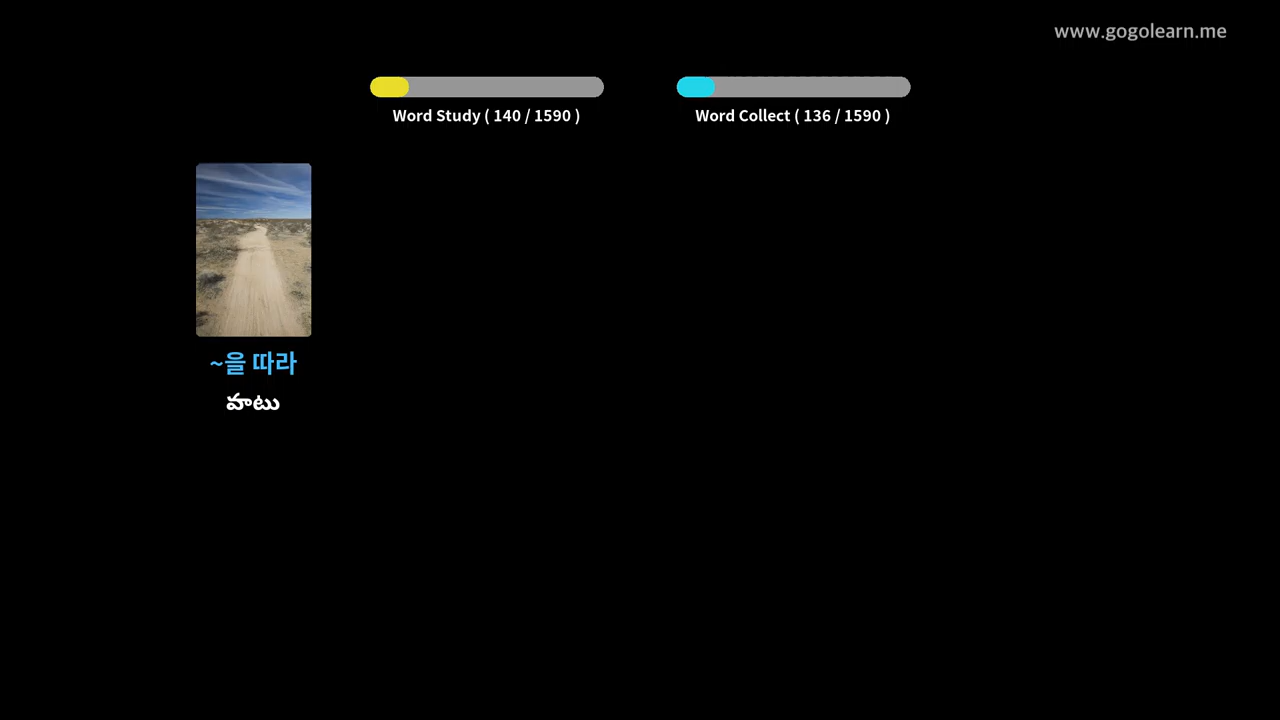 www.gogolearn.me
Word Study ( 140 / 1590 )
Word Collect ( 136 / 1590 )
~을 따라
పాటు